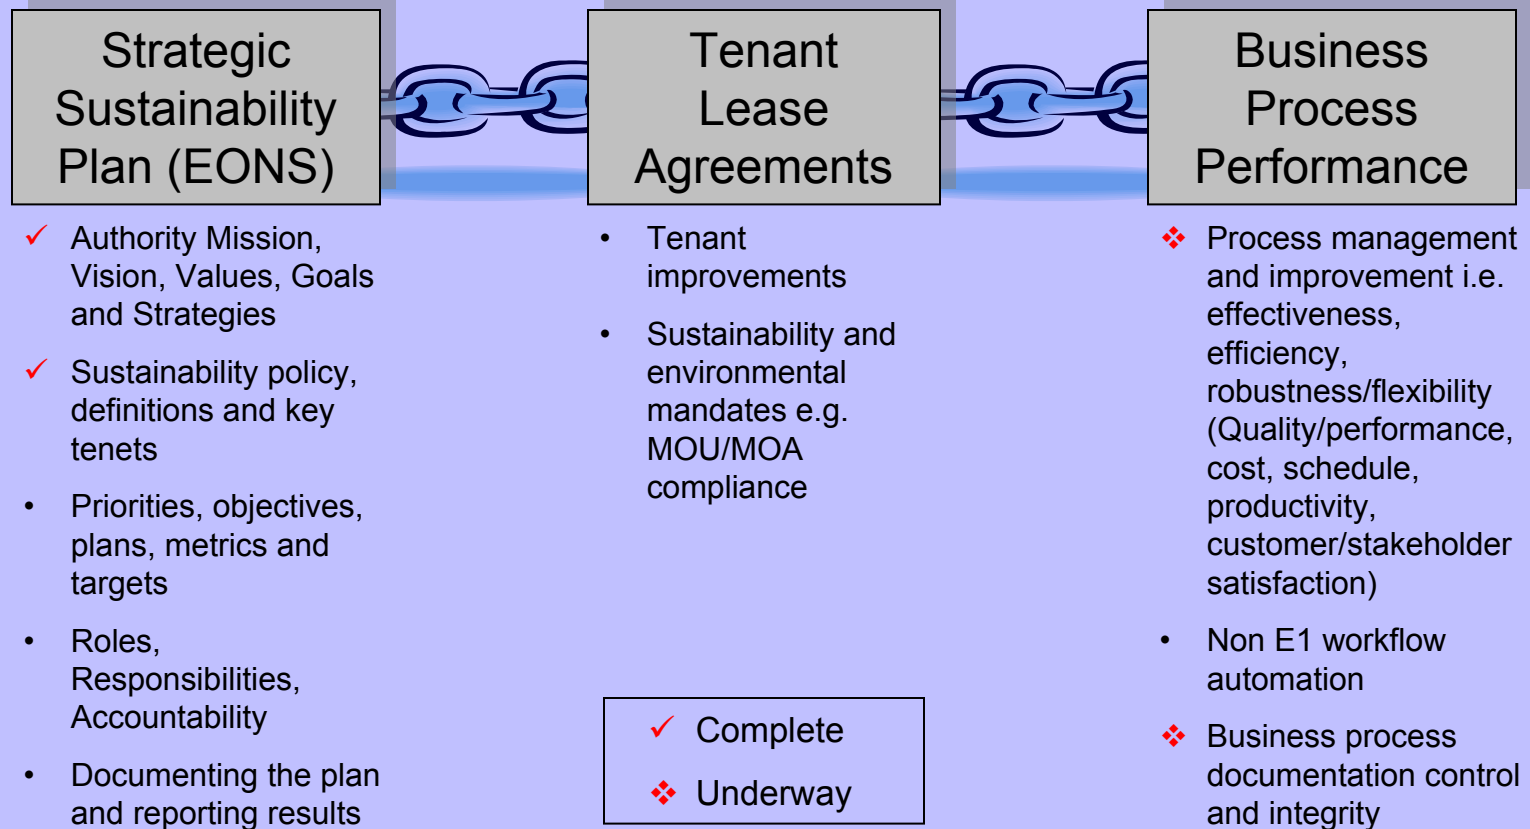 Strategic
Sustainability
Plan (EONS)
✓ Authority Mission,
Vision, Values, Goals
and Strategies
✓ Sustainability policy,
definitions and key
tenets
• Priorities, objectives,
plans, metrics and
targets
• Roles,
Responsibilities,
Accountability
• Documenting the plan
and reporting results
Tenant
Lease
Agreements
• Tenant
improvements
• Sustainability and
environmental
mandates e.g.
MOU/MOA
compliance
✓ Complete
❖ Underway
Business
Process
Performance
❖ Process management
and improvement i.e.
effectiveness,
efficiency,
robustness/flexibility
(Quality/performance,
cost, schedule,
productivity,
customer/stakeholder
satisfaction)
• Non E1 workflow
automation
❖ Business process
documentation control
and integrity